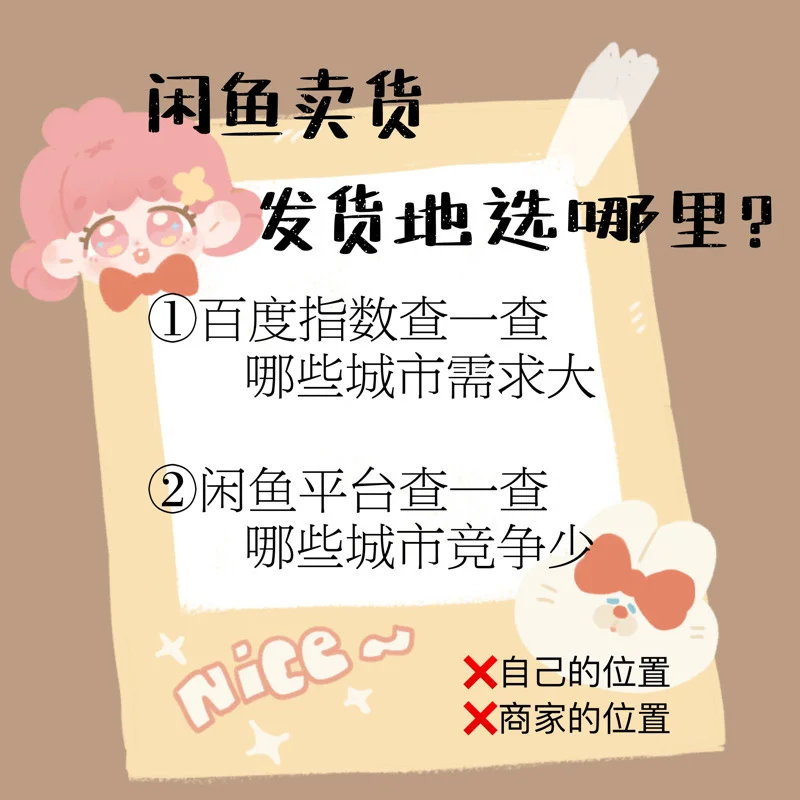 闲鱼卖货
发货地选哪里?
①百度指数查一查
哪些城市需求大
②闲鱼平台查一查
哪些城市竞争少
NiCe~
❌自己的位置
❌商家的位置